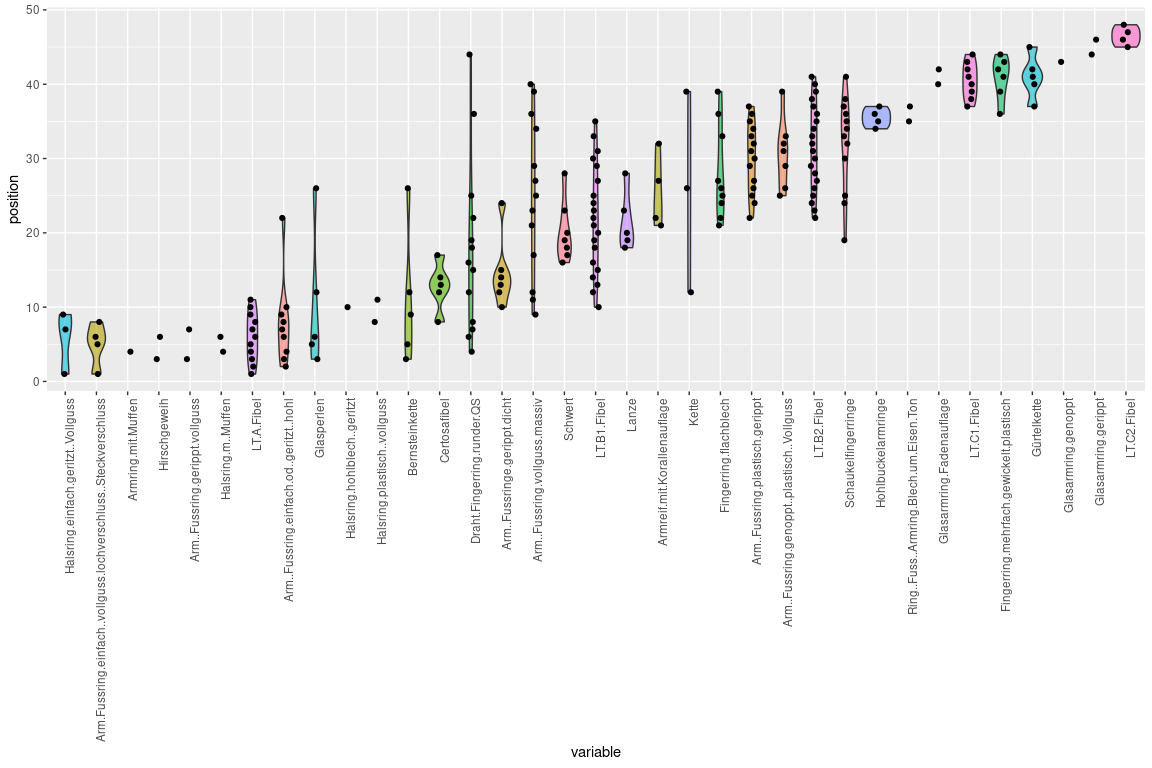 50
40
30
20
10
0
position
Halsring.einfach.geritzt..Vollguss
Arm.Fussring.einfach..vollguss.lochverschluss..Steckverschluss
Armring.mit.Muffen
Hirschgeweih
Arm..Fussring.gerippt.vollguss
Halsring.m..Muffen
LT.A.Fibel
Arm..Fussring.einfach.od..geritzt..hohl
Glasperlen
Halsring.hohlblech..geritzt
Halsring.plastisch..vollguss
Bernsteinkette
Certosafibel
Draht.Fingerring.runder.QS
Arm..Fussringe.gerippt.dicht
Arm..Fussring.vollguss.massiv
Schwert
LT.B1.Fibel
Lanze
Armreif.mit.Korallenauflage
Kette
Fingerring.flachblech
Arm..Fussring.plastisch.gerippt
Arm..Fussring.genoppt..plastisch..Vollguss
LT.B2.Fibel
Schaukelfingerringe
Hohlbuckelarmringe
Ring..Fuss..Armring.Blech.um.Eisen.Ton
Glasarmring.Fadenauflage
LT.C1.Fibel
Fingerring.mehrfach.gewickelt.plastisch
Gürtelkette
Glasarmring.genoppt
Glasarmring.gerippt
LT.C2.Fibel
variable